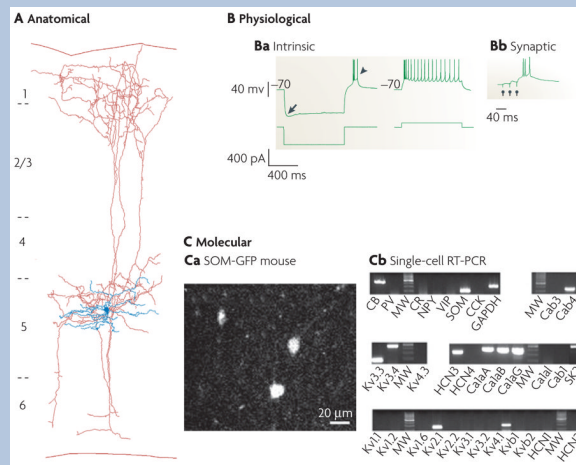 A Anatomical
1
2/3
4
5
6
B Physiological
Ba Intrinsic
40 mv
–70
–70
400 pA
400 ms
Bb Synaptic
40 ms
C Molecular
Ca SOM-GFP mouse
20 μm
Cb Single-cell RT-PCR
CB PV MW CR NPY VIP SOM CCK GAPDH
MW Cab3 Cab4
Kv3.3 Kv3.4 MW Kv4.3
HCN3 HCN4 CalaA CalaB CalaG MW CalaI Cab1
Kv1.1 Kv1.2 MW Kv1.6 Kv2.1 Kv2.2 Kv3.1 Kv3.2 Kv4.1 Kvb1 Kvb2 HCN1 MW